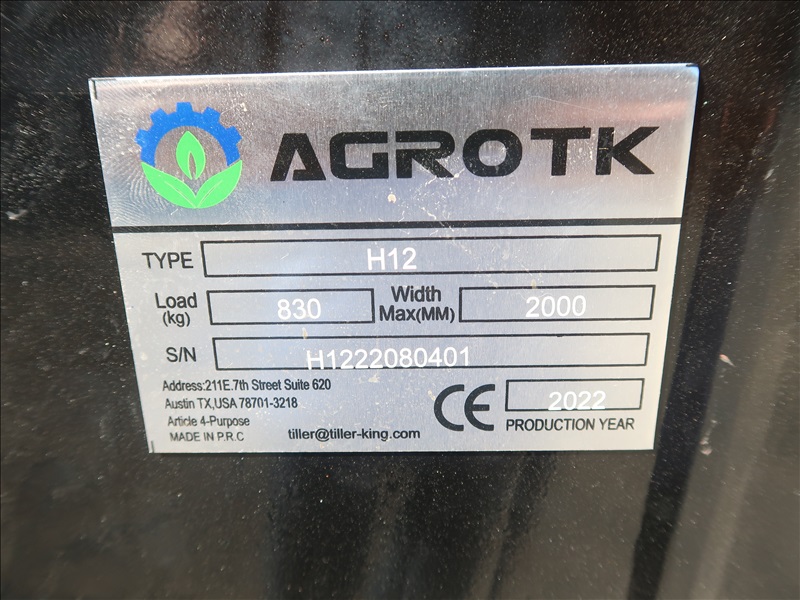 AGROTK
TYPE H12
Load (kg) 830 Width Max(MM) 2000
S/N H1222080401
Address:211E.7th Street Suite 620
Austin TX,USA 78701-3218
Article 4-Purpose
MADE IN P.R.C tiller@tiller-king.com
CE 2022
PRODUCTION YEAR